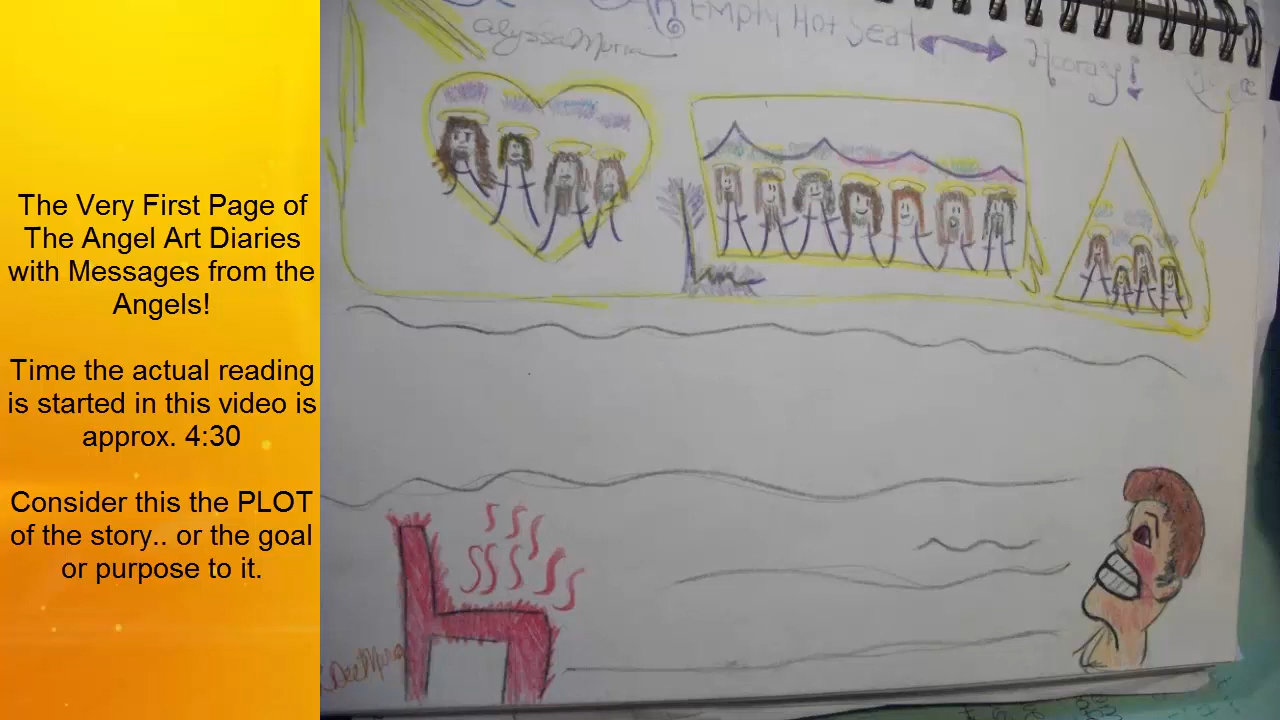 The Very First Page of
The Angel Art Diaries
with Messages from the
Angels!
Time the actual reading
is started in this video is
approx. 4:30
Consider this the PLOT
of the story.. or the goal
or purpose to it.
An Empty Hot Seat Hooray!